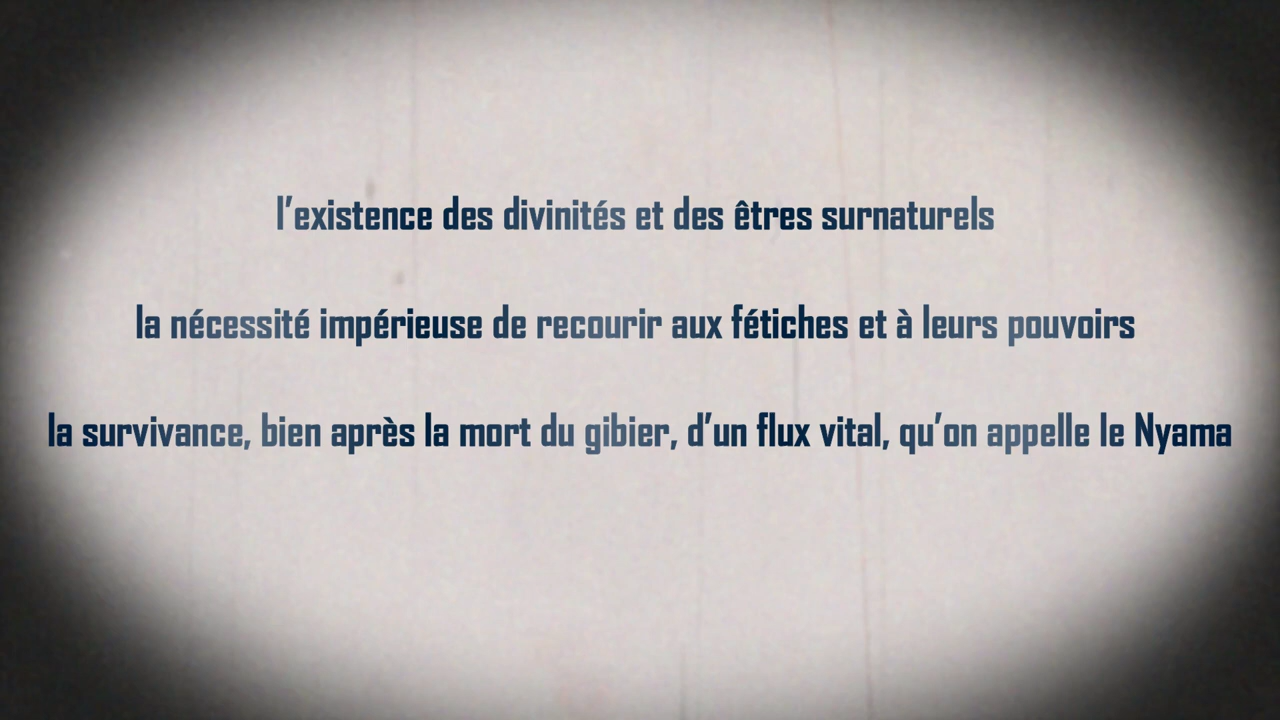 l’existence des divinités et des êtres surnaturels
la nécessité impérieuse de recourir aux fétiches et à leurs pouvoirs
la survivance, bien après la mort du gibier, d’un flux vital, qu’on appelle le Nyama